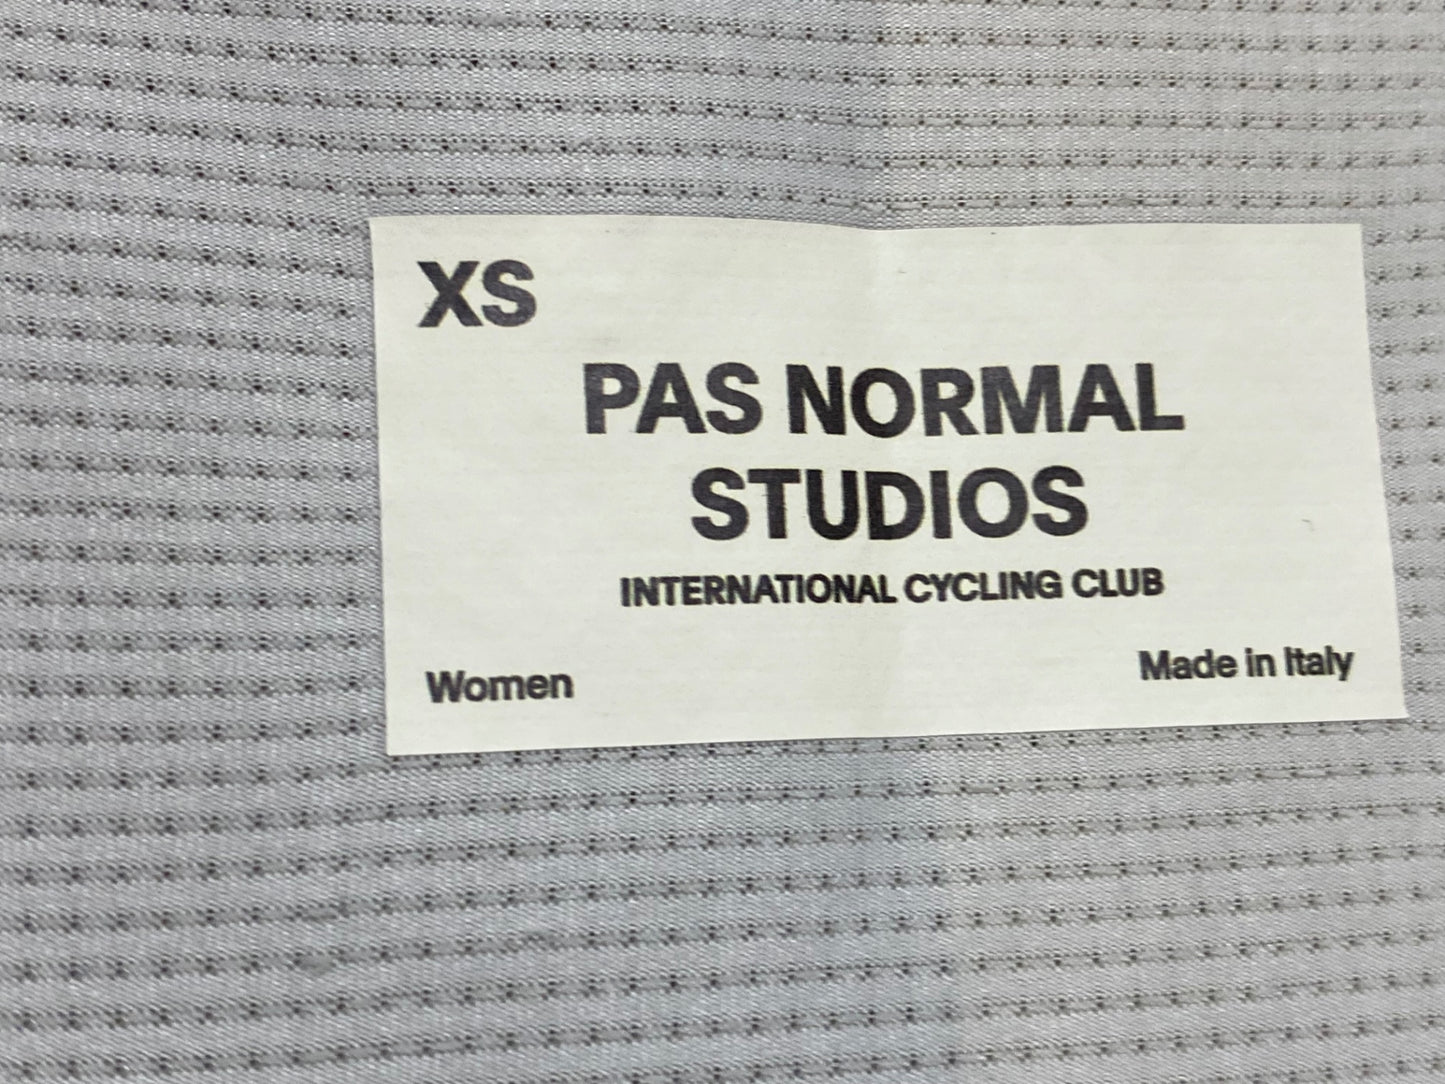 XS
PAS NORMAL
STUDIOS
INTERNATIONAL CYCLING CLUB
Women
Made in Italy